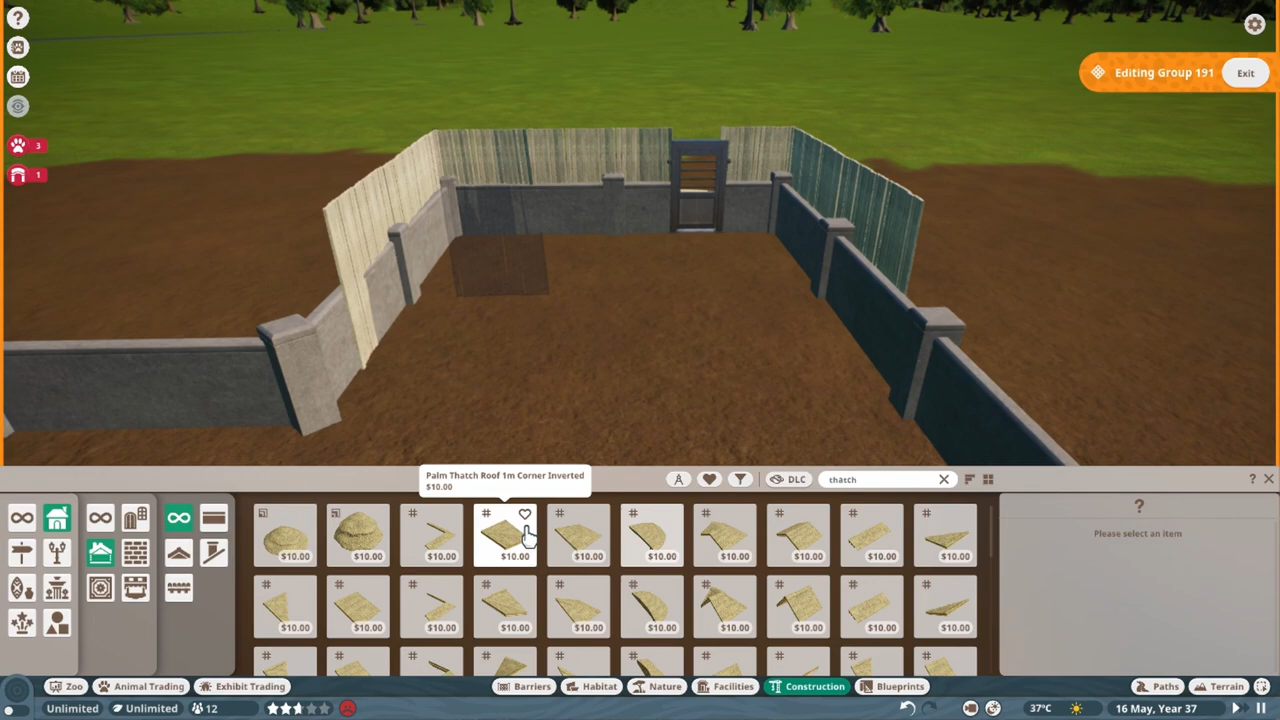 ?
Editing Group 191
Exit
3
1
Palm Thatch Roof 1m Corner Inverted
$10.00
DLC
thatch
?
?
Please select an item
$10.00 $10.00 $10.00 $10.00 $10.00 $10.00 $10.00 $10.00 $10.00 $10.00
$10.00 $10.00 $10.00 $10.00 $10.00 $10.00 $10.00 $10.00 $10.00 $10.00
Zoo Animal Trading Exhibit Trading Barriers Habitat Nature Facilities Construction Blueprints Paths Terrain
Unlimited Unlimited 12 37°C 16 May, Year 37